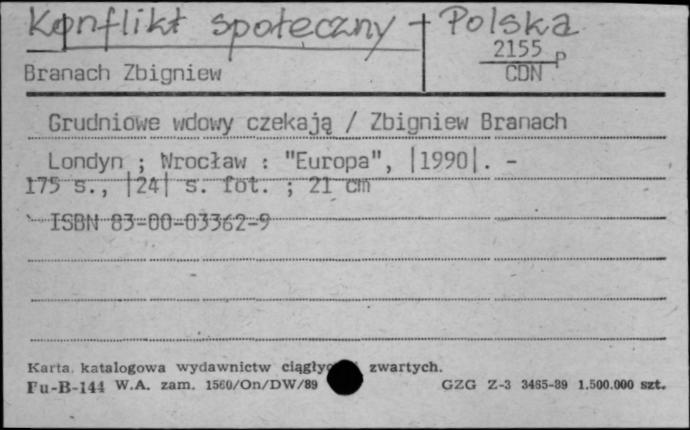 Konflikt społeczny + Polska
Branach Zbigniew
2155 P
CDN
Grudniowe wdowy czekają / Zbigniew Branach
Londyn ; Wrocław : "Europa", |1990|. -
175 s., |24| s. fot. ; 21 cm
ISBN 83-00-03362-9
Karta katalogowa wydawnictw ciągłyc i zwartych.
Fu-B-144 W.A. zam. 1560/On/DW/89 GZG Z-3 3465-89 1.500.000 szt.